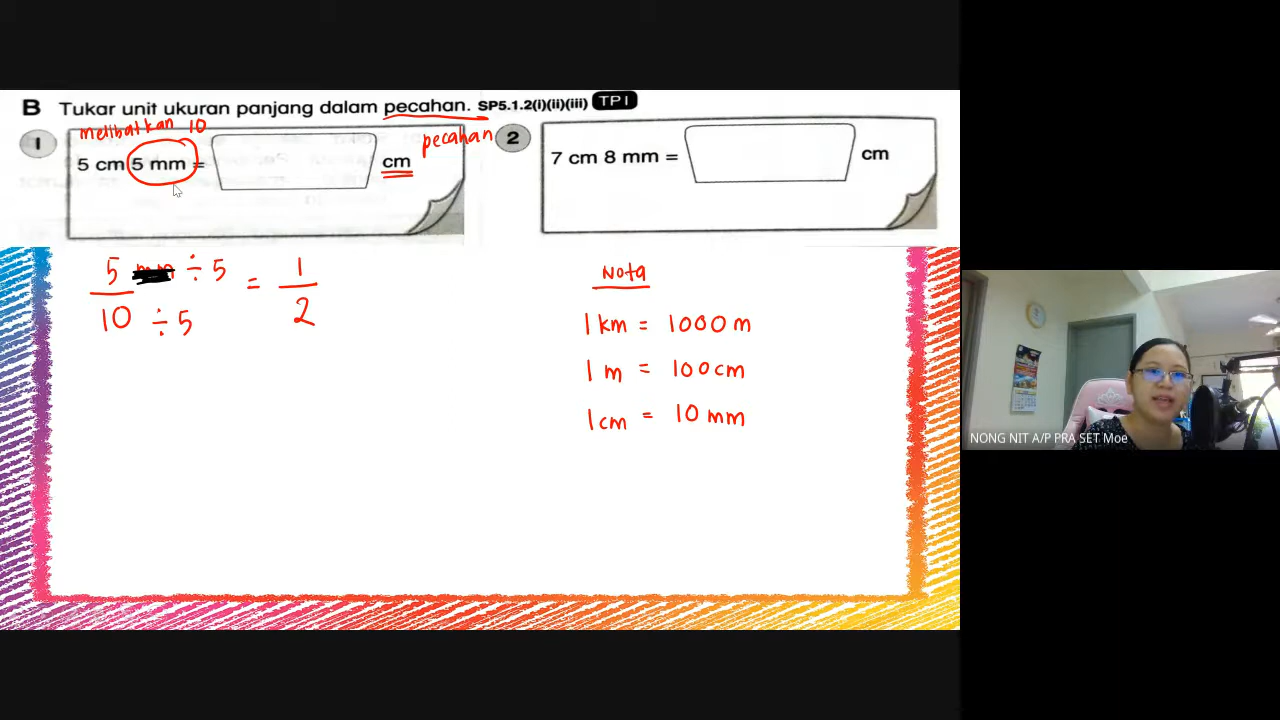 B Tukar unit ukuran panjang dalam pecahan. SP5.1.2(i)(ii)(iii) TP1
melibatkan 10
pecahan
1
5 cm 5 mm = cm
2
7 cm 8 mm = cm
5 ÷ 5 = 1
10 ÷ 5 2
Nota
1 km = 1000 m
1 m = 100 cm
1 cm = 10 mm
NONG NIT A/P PRA SET Moe